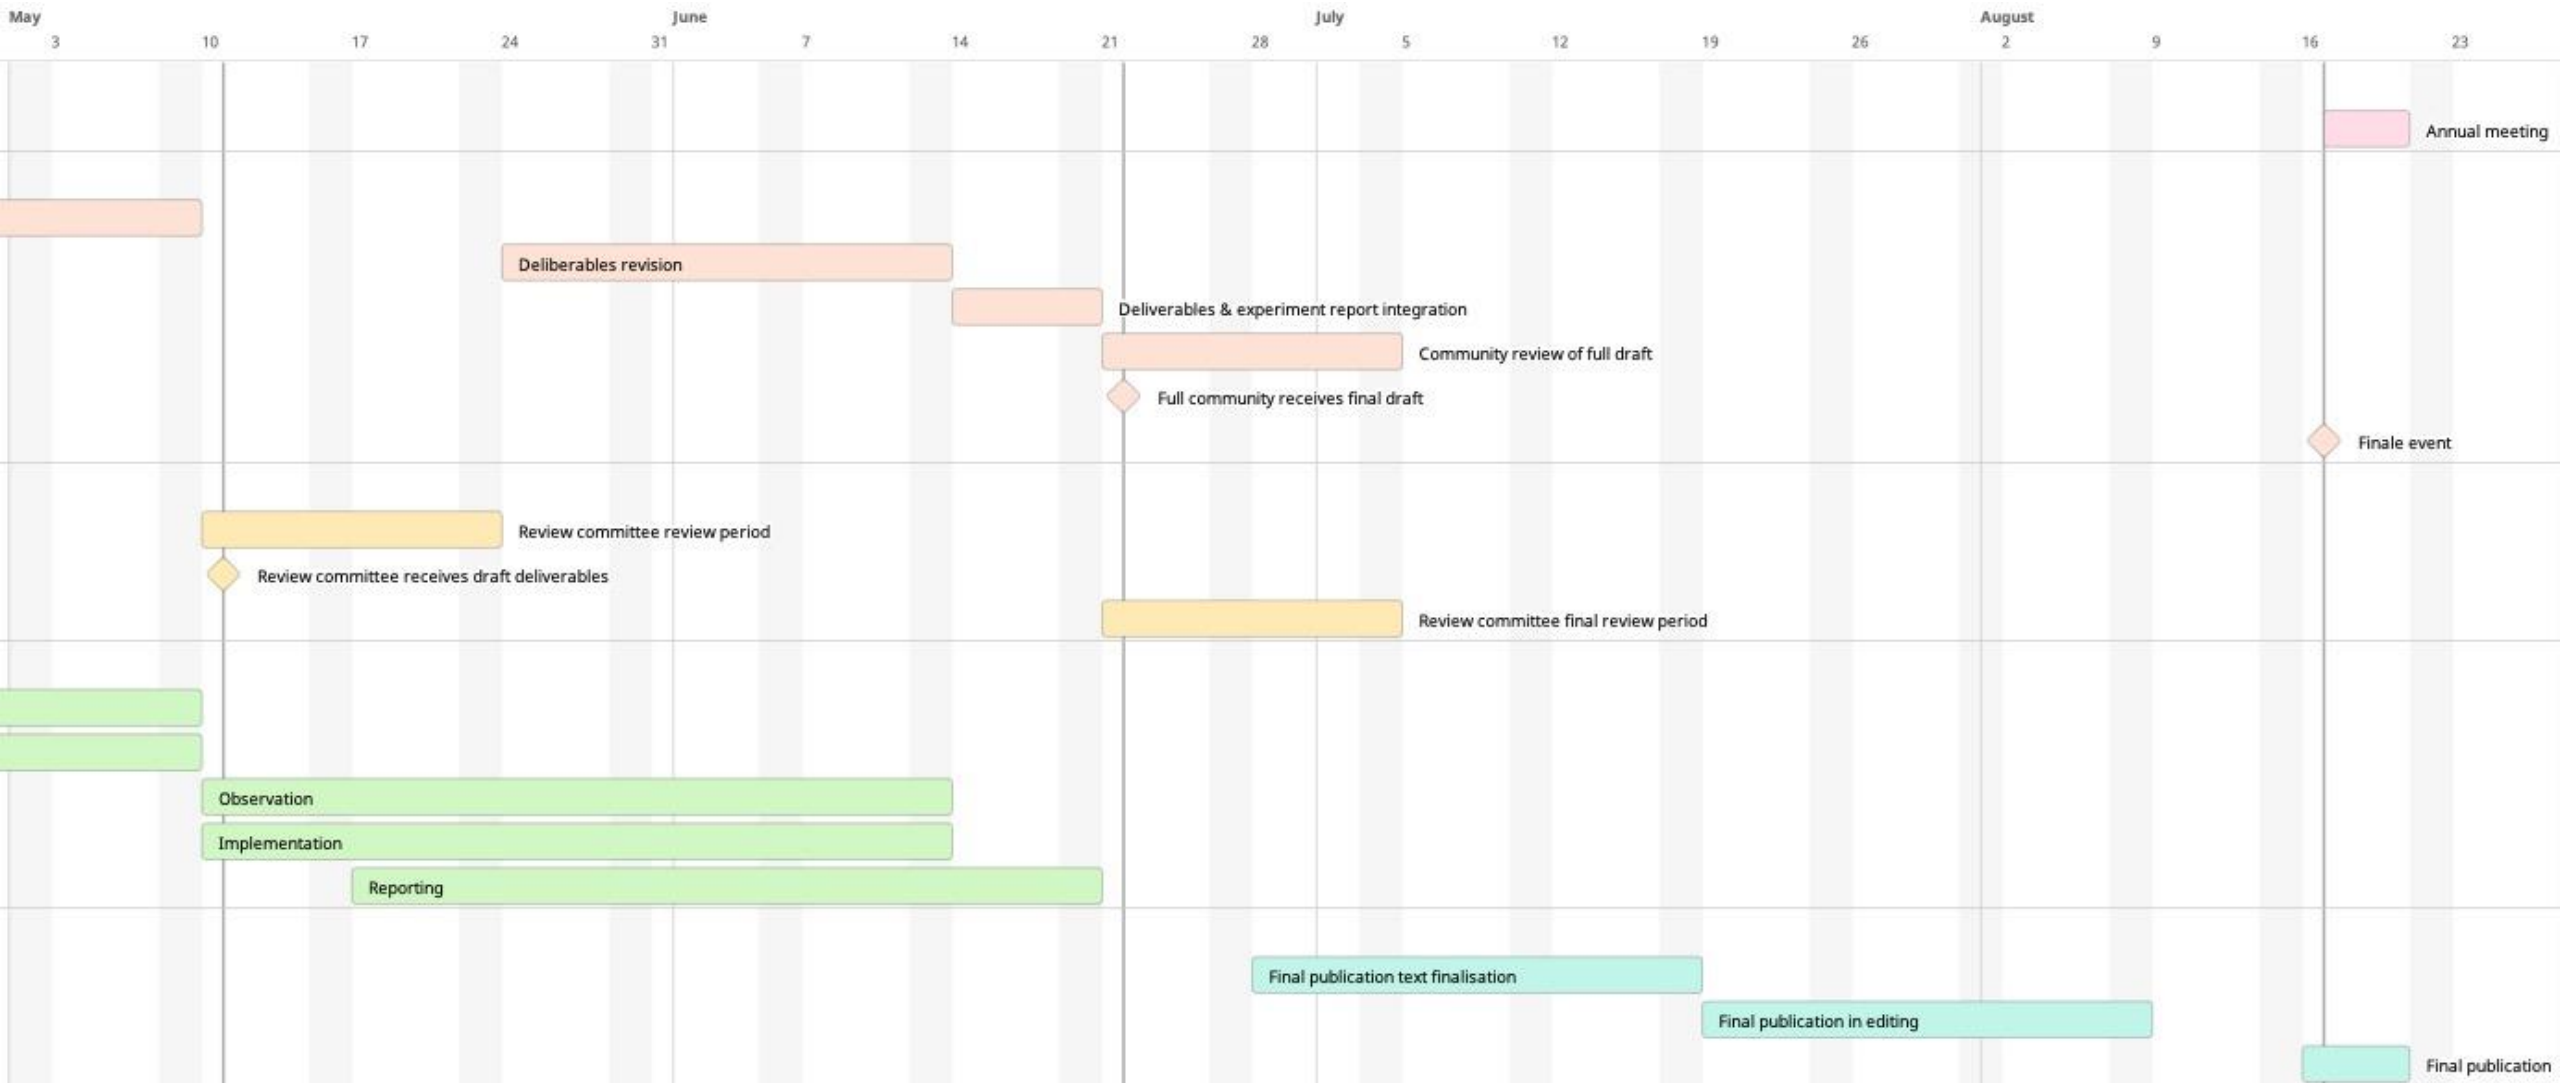 May June July August
3 10 17 24 31 7 14 21 28 5 12 19 26 2 9 16 23
Annual meeting
Deliberables revision
Deliverables & experiment report integration
Community review of full draft
Full community receives final draft
Finale event
Review committee review period
Review committee receives draft deliverables
Review committee final review period
Observation
Implementation
Reporting
Final publication text finalisation
Final publication in editing
Final publication